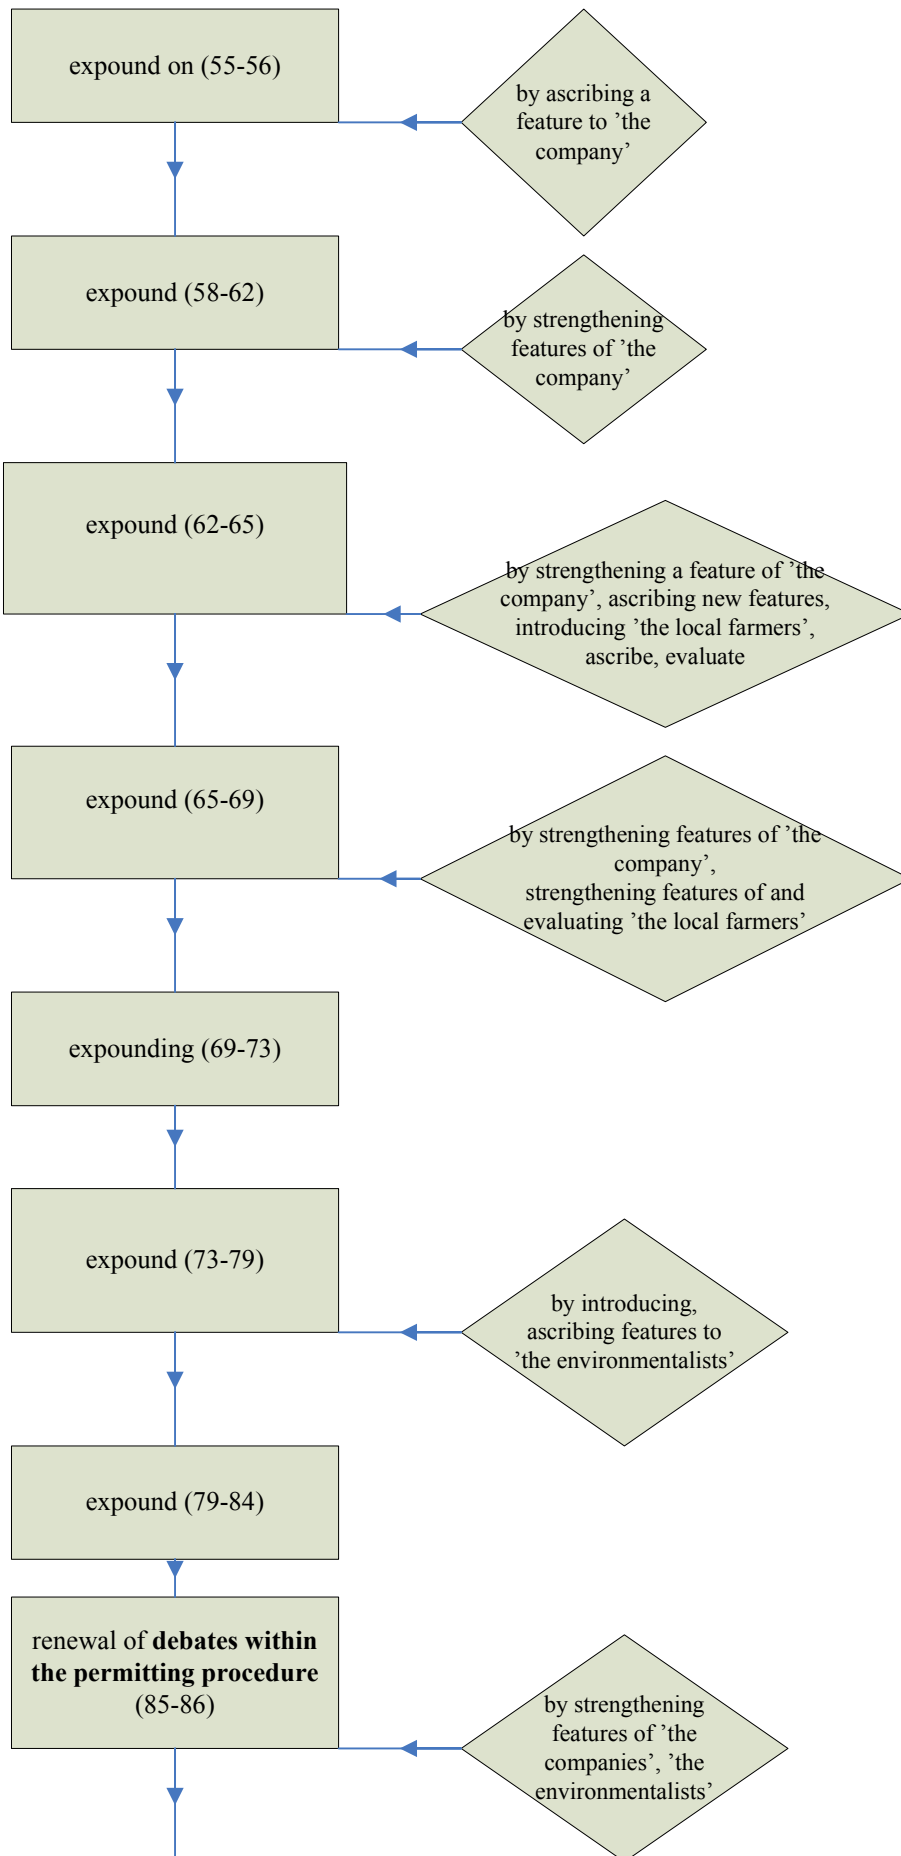 expound on (55-56)
by ascribing a
feature to ’the
company’
expound (58-62)
by strengthening
features of ’the
company’
expound (62-65)
by strengthening a feature of ’the
company’, ascribing new features,
introducing ’the local farmers’,
ascribe, evaluate
expound (65-69)
by strengthening features of ’the
company’,
strengthening features of and
evaluating ’the local farmers’
expounding (69-73)
expound (73-79)
by introducing,
ascribing features to
’the environmentalists’
expound (79-84)
renewal of debates within
the permitting procedure
(85-86)
by strengthening
features of ’the
companies’, ’the
environmentalists’